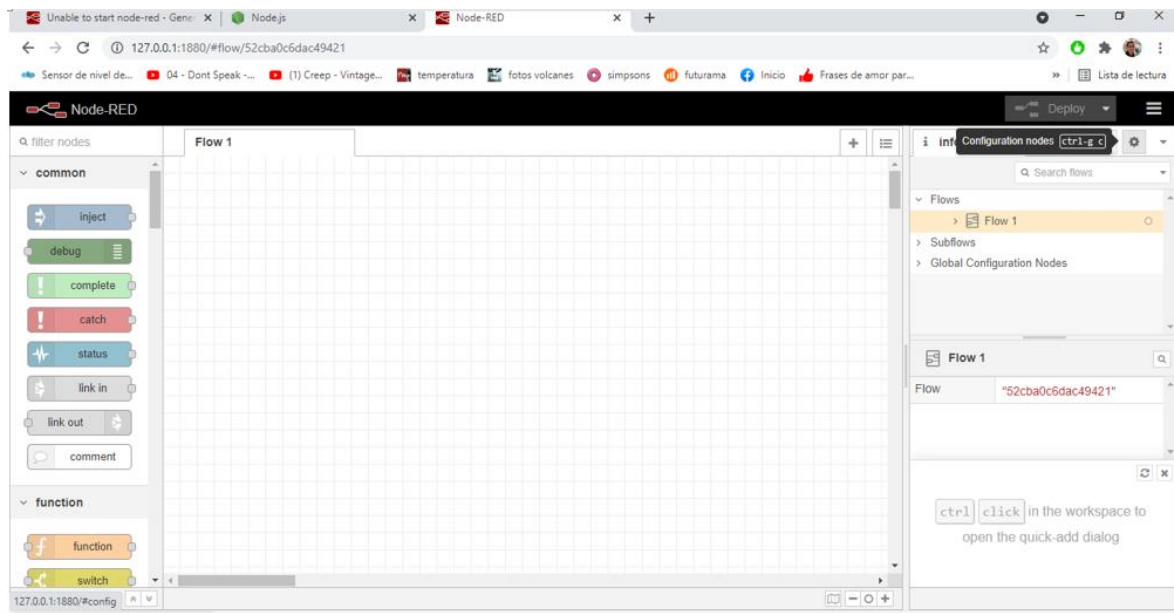 Unable to start node-red - Gene
Node.js
Node-RED
127.0.0.1:1880/#flow/52cba0c6dac49421
Sensor de nivel de...
04 - Dont Speak -...
(1) Creep - Vintage...
temperatura
fotos volcanes
simpsons
futurama
Inicio
Frases de amor par...
»
Lista de lectura
Node-RED
Deploy
filter nodes
Flow 1
i inf
Configuration nodes ctrl-g c
common
inject
debug
complete
catch
status
link in
link out
comment
function
function
switch
127.0.0.1:1880/#config
Search flows
Flows
Flow 1
Subflows
Global Configuration Nodes
Flow 1
Flow "52cba0c6dac49421"
ctrl click in the workspace to
open the quick-add dialog